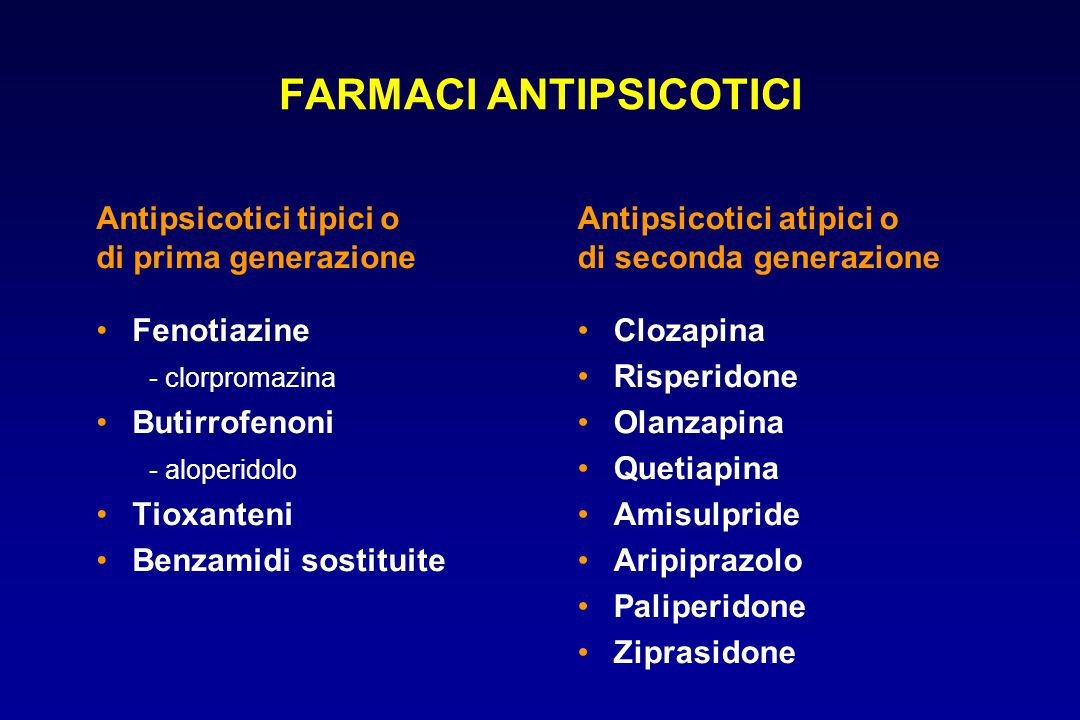 FARMACI ANTIPSICOTICI
Antipsicotici tipici o
di prima generazione
• Fenotiazine
- clorpromazina
• Butirrofenoni
- aloperidolo
• Tioxanteni
• Benzamidi sostituite
Antipsicotici atipici o
di seconda generazione
• Clozapina
• Risperidone
• Olanzapina
• Quetiapina
• Amisulpride
• Aripiprazolo
• Paliperidone
• Ziprasidone